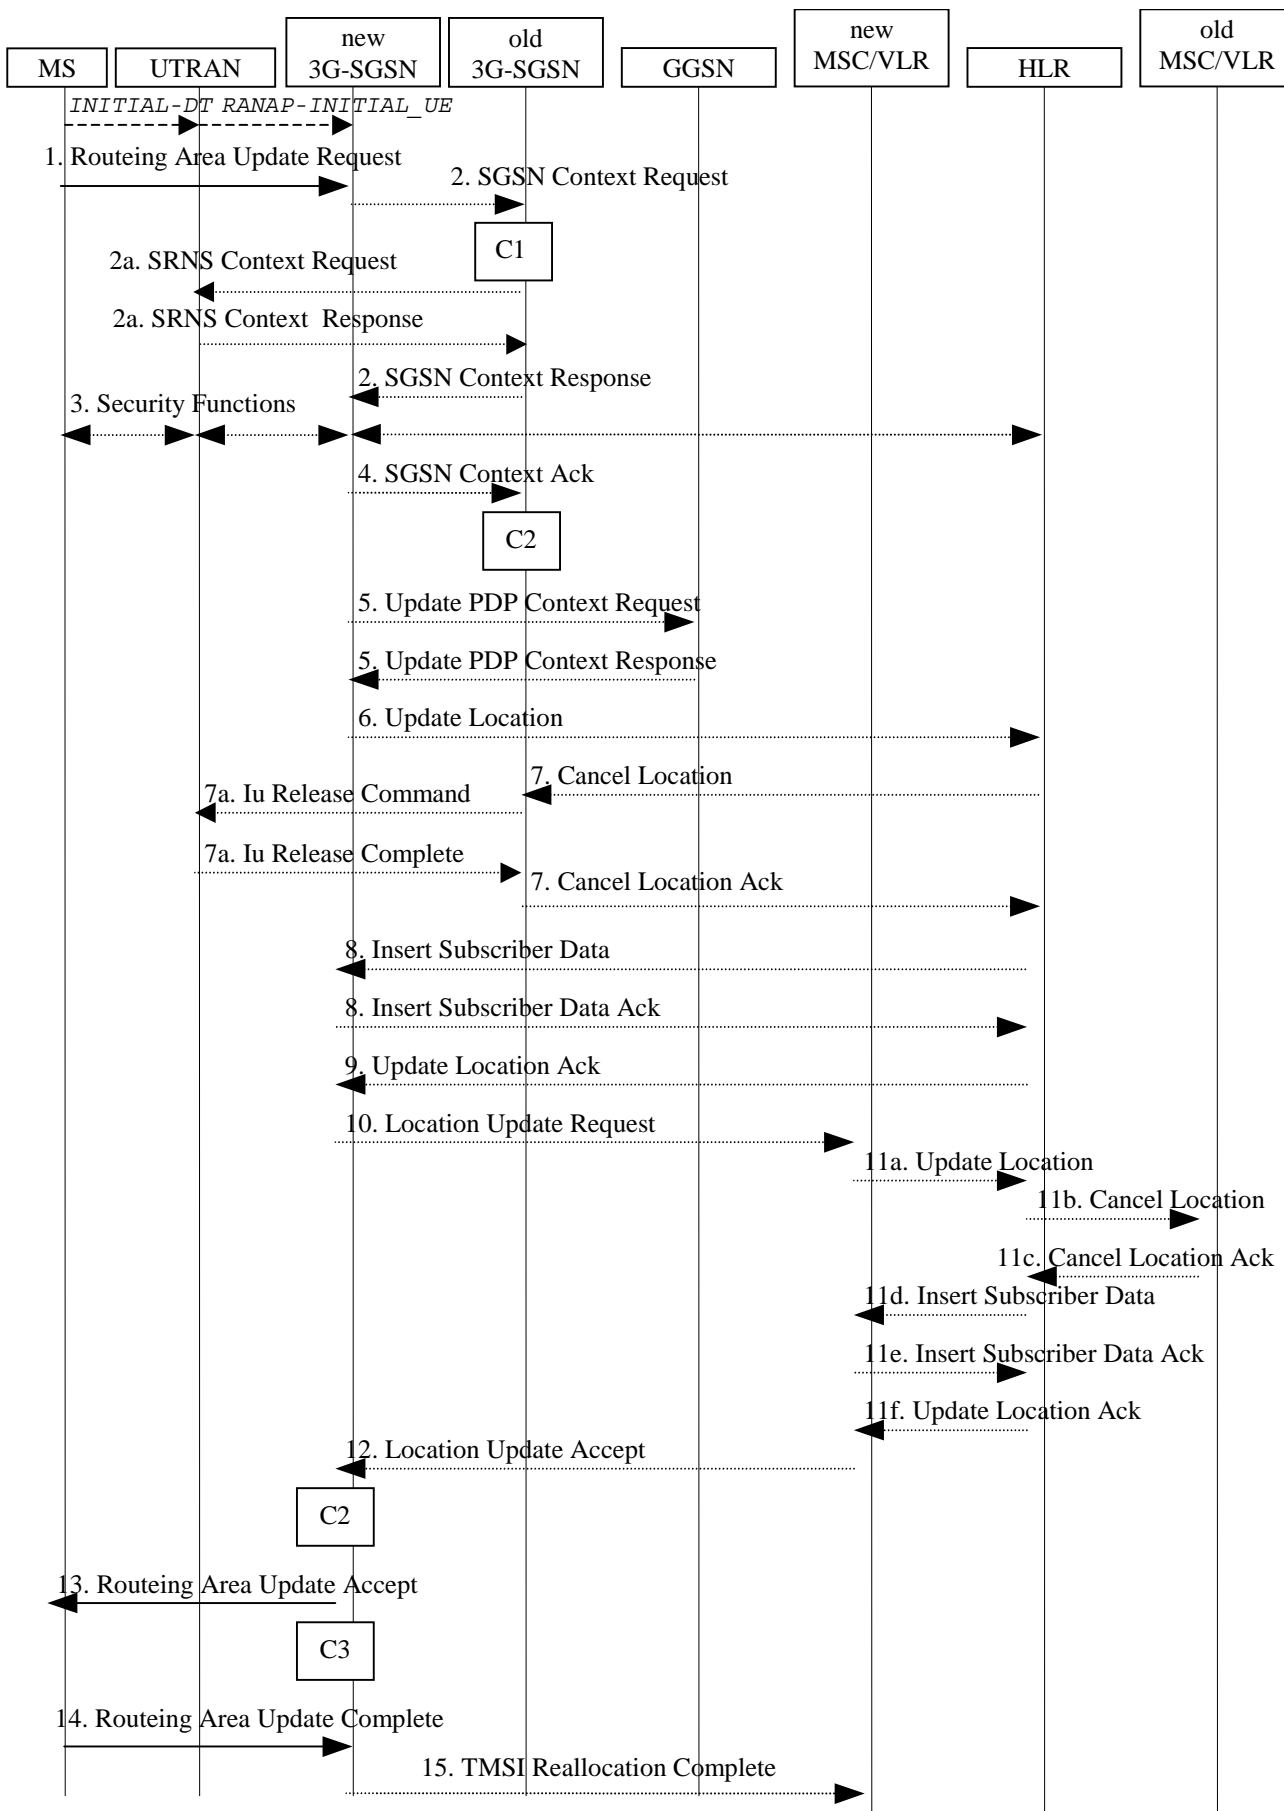 new
old
new
old
MS
UTRAN
3G-SGSN
3G-SGSN
GGSN
MSC/VLR
HLR
MSC/VLR
INITIAL-DT RANAP-INITIAL_UE
1. Routeing Area Update Request
2. SGSN Context Request
C1
2a. SRNS Context Request
2a. SRNS Context Response
2. SGSN Context Response
3. Security Functions
4. SGSN Context Ack
C2
5. Update PDP Context Request
5. Update PDP Context Response
6. Update Location
7. Cancel Location
7a. Iu Release Command
7a. Iu Release Complete
7. Cancel Location Ack
8. Insert Subscriber Data
8. Insert Subscriber Data Ack
9. Update Location Ack
10. Location Update Request
11a. Update Location
11b. Cancel Location
11c. Cancel Location Ack
11d. Insert Subscriber Data
11e. Insert Subscriber Data Ack
11f. Update Location Ack
12. Location Update Accept
C2
13. Routeing Area Update Accept
C3
14. Routeing Area Update Complete
15. TMSI Reallocation Complete